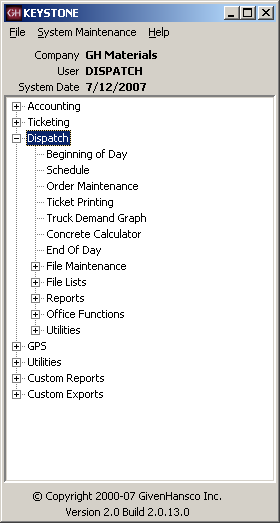 GH KEYSTONE
File System Maintenance Help
Company GH Materials
User DISPATCH
System Date 7/12/2007
Accounting
Ticketing
Dispatch
Beginning of Day
Schedule
Order Maintenance
Ticket Printing
Truck Demand Graph
Concrete Calculator
End Of Day
File Maintenance
File Lists
Reports
Office Functions
Utilities
GPS
Utilities
Custom Reports
Custom Exports
© Copyright 2000-07 GivenHansco Inc.
Version 2.0 Build 2.0.13.0